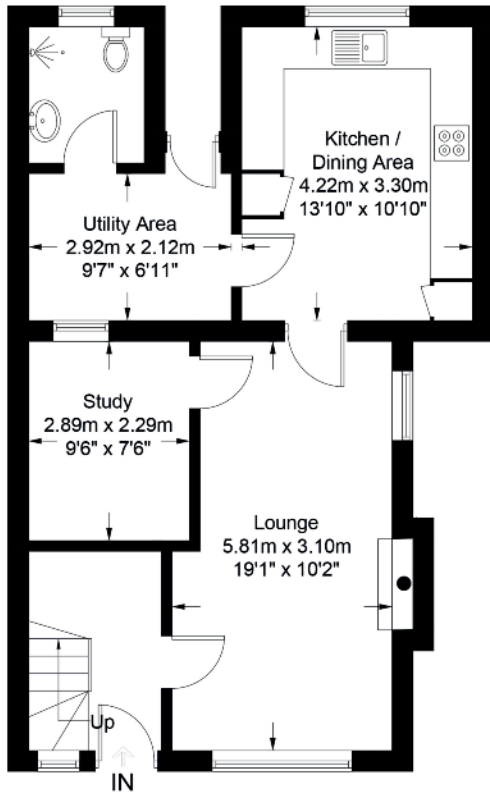 Kitchen /
Dining Area
4.22m x 3.30m
13'10" x 10'10"
Utility Area
2.92m x 2.12m
9'7" x 6'11"
Study
2.89m x 2.29m
9'6" x 7'6"
Lounge
5.81m x 3.10m
19'1" x 10'2"
Up
IN